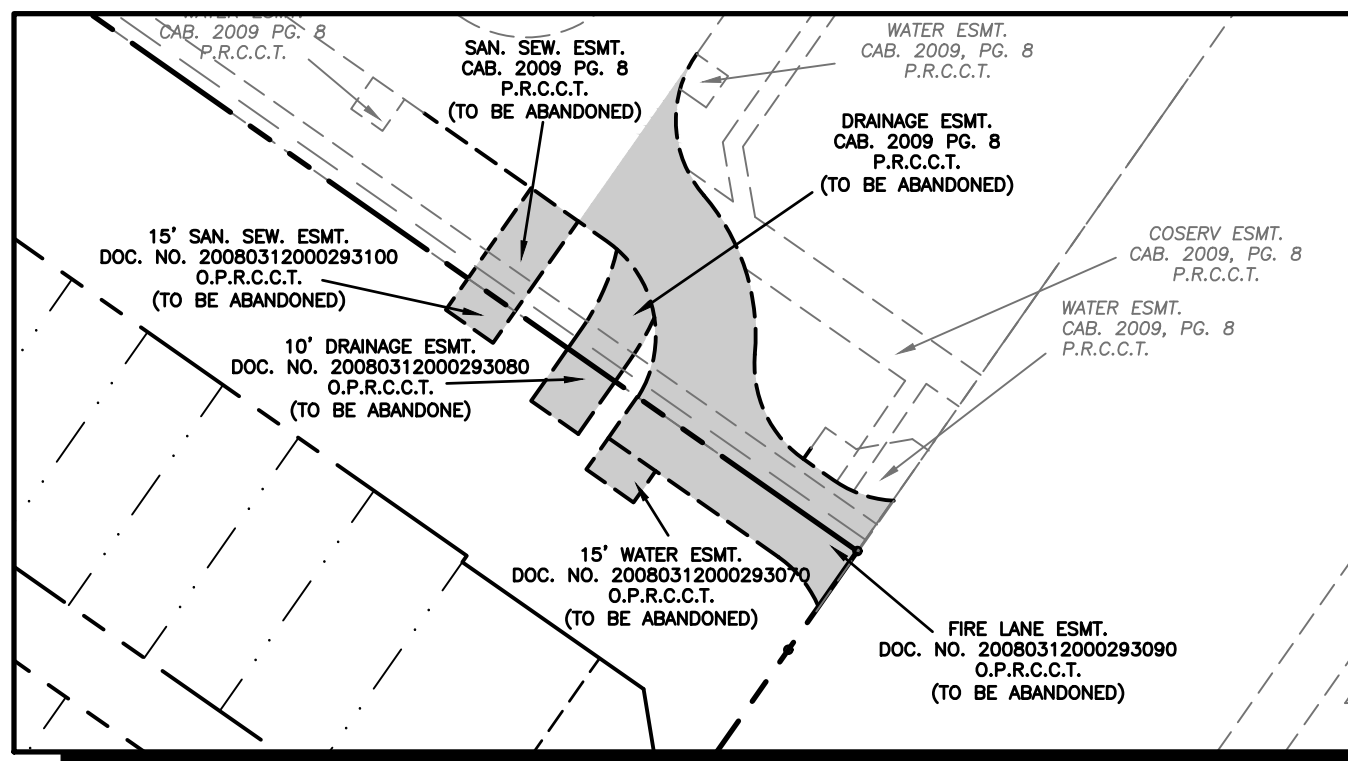 WATER ESMT.
CAB. 2009 PG. 8
P.R.C.C.T.
SAN. SEW. ESMT.
CAB. 2009 PG. 8
P.R.C.C.T.
(TO BE ABANDONED)
WATER ESMT.
CAB. 2009, PG. 8
P.R.C.C.T.
DRAINAGE ESMT.
CAB. 2009 PG. 8
P.R.C.C.T.
(TO BE ABANDONED)
15' SAN. SEW. ESMT.
DOC. NO. 20080312000293100
O.P.R.C.C.T.
(TO BE ABANDONED)
COSERV ESMT.
CAB. 2009, PG. 8
P.R.C.C.T.
WATER ESMT.
CAB. 2009, PG. 8
P.R.C.C.T.
10' DRAINAGE ESMT.
DOC. NO. 20080312000293080
O.P.R.C.C.T.
(TO BE ABANDONE)
15' WATER ESMT.
DOC. NO. 20080312000293070
O.P.R.C.C.T.
(TO BE ABANDONED)
FIRE LANE ESMT.
DOC. NO. 20080312000293090
O.P.R.C.C.T.
(TO BE ABANDONED)